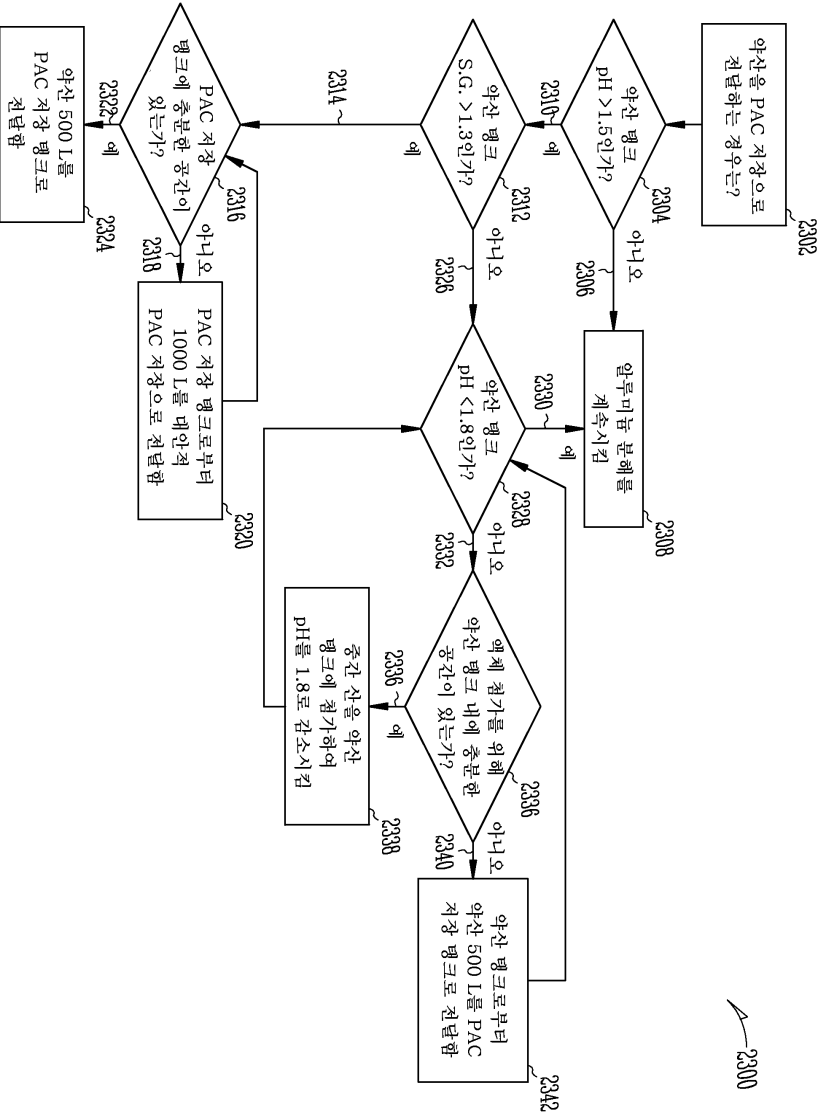 2300
약산을 PAC 저장으로
전달하는 경우는?
2302
약산 탱크
pH >1.5인가?
2304
아니오
2306
알루미늄 분해를
계속시킴
2308
2310
예
약산 탱크
S.G. >1.3인가?
2312
2314
예
PAC 저장
탱크에 충분한 공간이
있는가?
2316
아니오
2318
PAC 저장 탱크로부터
1000 L를 대안적
PAC 저장으로 전달함
2320
2322
예
약산 500 L를
PAC 저장 탱크로
전달함
2324
아니오
2326
약산 탱크
pH <1.8인가?
2328
2330
예
아니오
2332
액체 첨가를 위해
약산 탱크 내에 충분한
공간이 있는가?
2336
2336
예
중간 산을 약산
탱크에 첨가하여
pH를 1.8로 감소시킴
2338
아니오
2340
약산 탱크로부터
약산 500 L를 PAC
저장 탱크로 전달함
2342